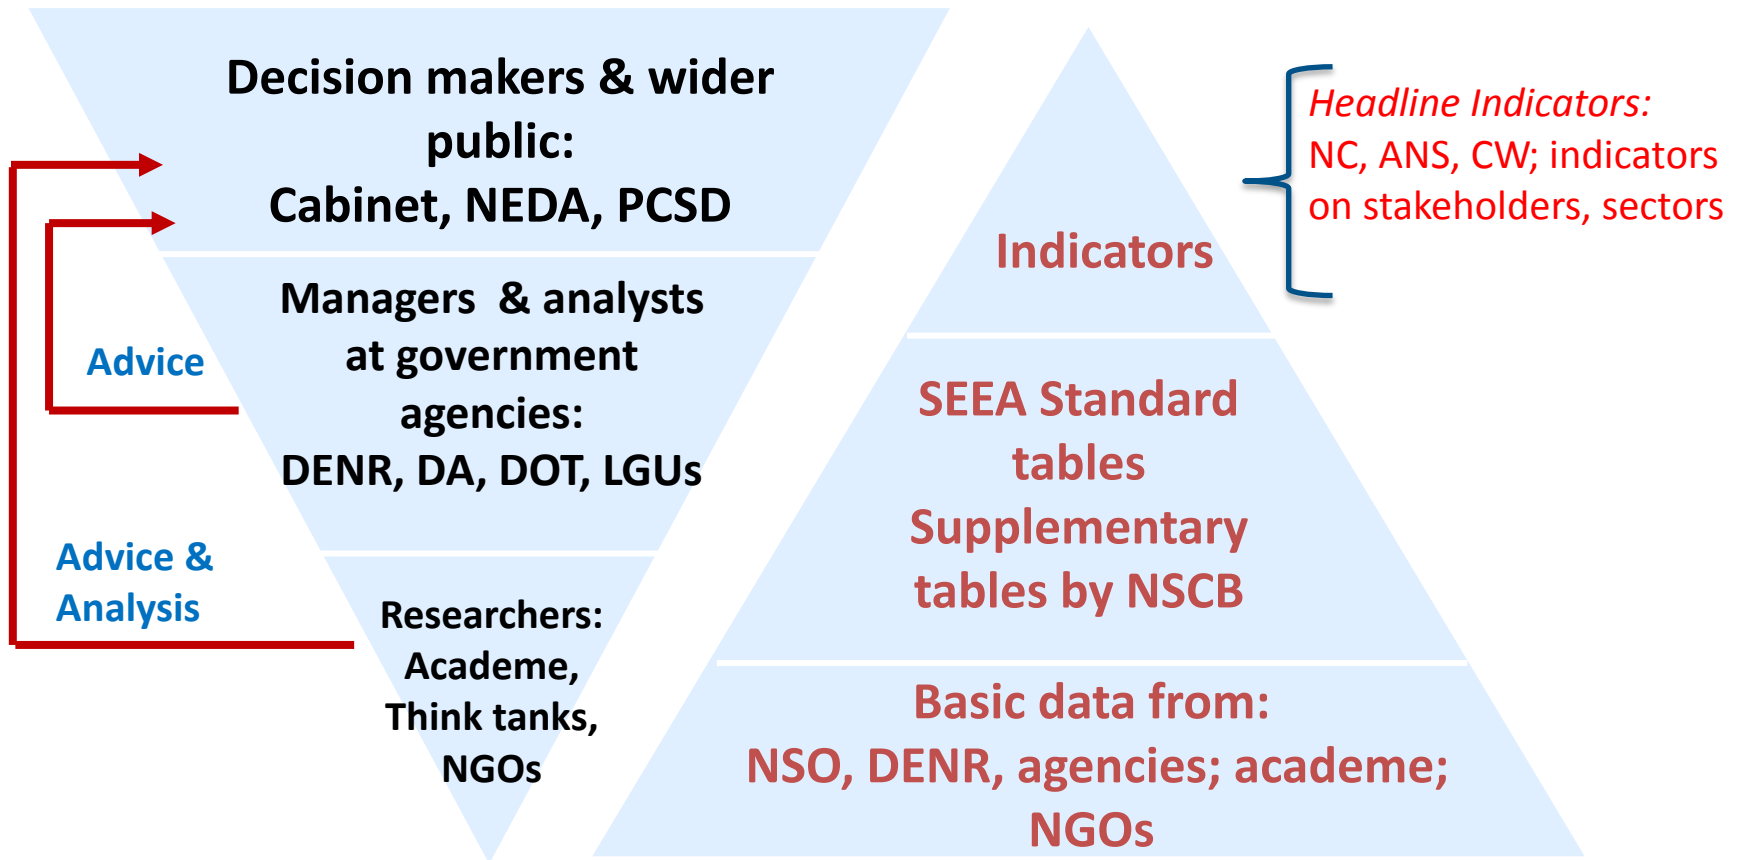 Decision makers & wider
public:
Cabinet, NEDA, PCSD
Managers & analysts
at government
agencies:
DENR, DA, DOT, LGUs
Advice
Advice &
Analysis
Researchers:
Academe,
Think tanks,
NGOs
Headline Indicators:
NC, ANS, CW; indicators
on stakeholders, sectors
Indicators
SEEA Standard
tables
Supplementary
tables by NSCB
Basic data from:
NSO, DENR, agencies; academe;
NGOs